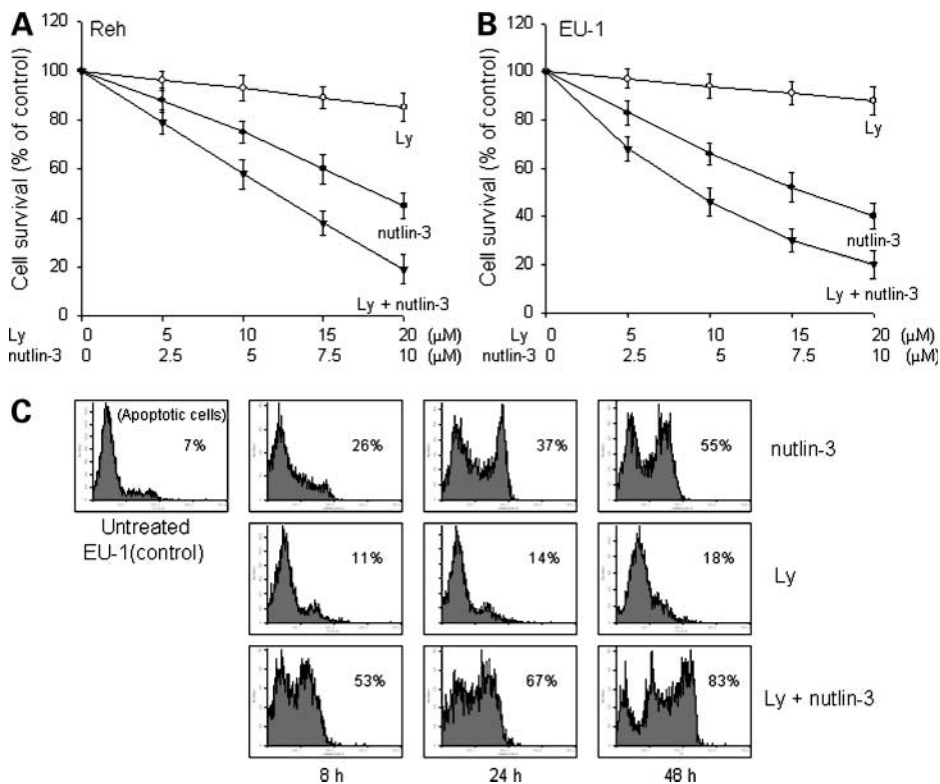 A
Reh
Cell survival (% of control)
120
100
80
60
40
20
0
Ly
nutlin-3
Ly + nutlin-3
Ly 0 5 10 15 20 (μM)
nutlin-3 0 2.5 5 7.5 10 (μM)
B
EU-1
Cell survival (% of control)
120
100
80
60
40
20
0
Ly
nutlin-3
Ly + nutlin-3
Ly 0 5 10 15 20 (μM)
nutlin-3 0 2.5 5 7.5 10 (μM)
C
(Apoptotic cells)
7%
Untreated
EU-1(control)
26%
37%
55%
nutlin-3
11%
14%
18%
Ly
53%
67%
83%
Ly + nutlin-3
8 h
24 h
48 h